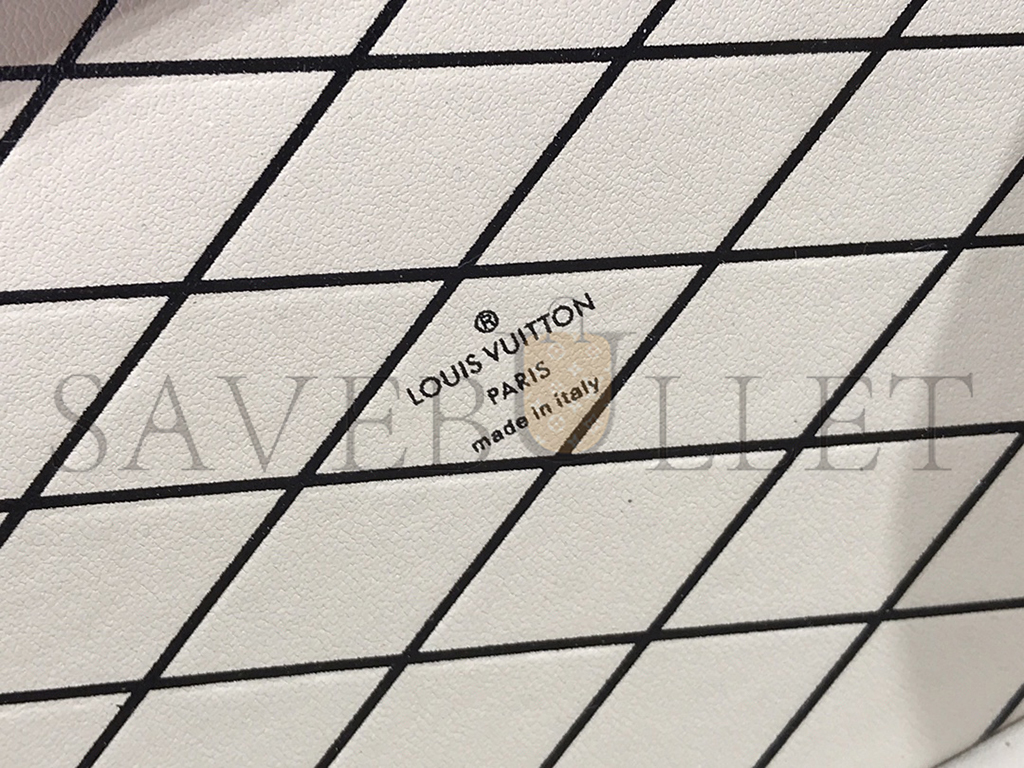 ®
LOUIS VUITTON
PARIS
made in italy
SAVEBULLET